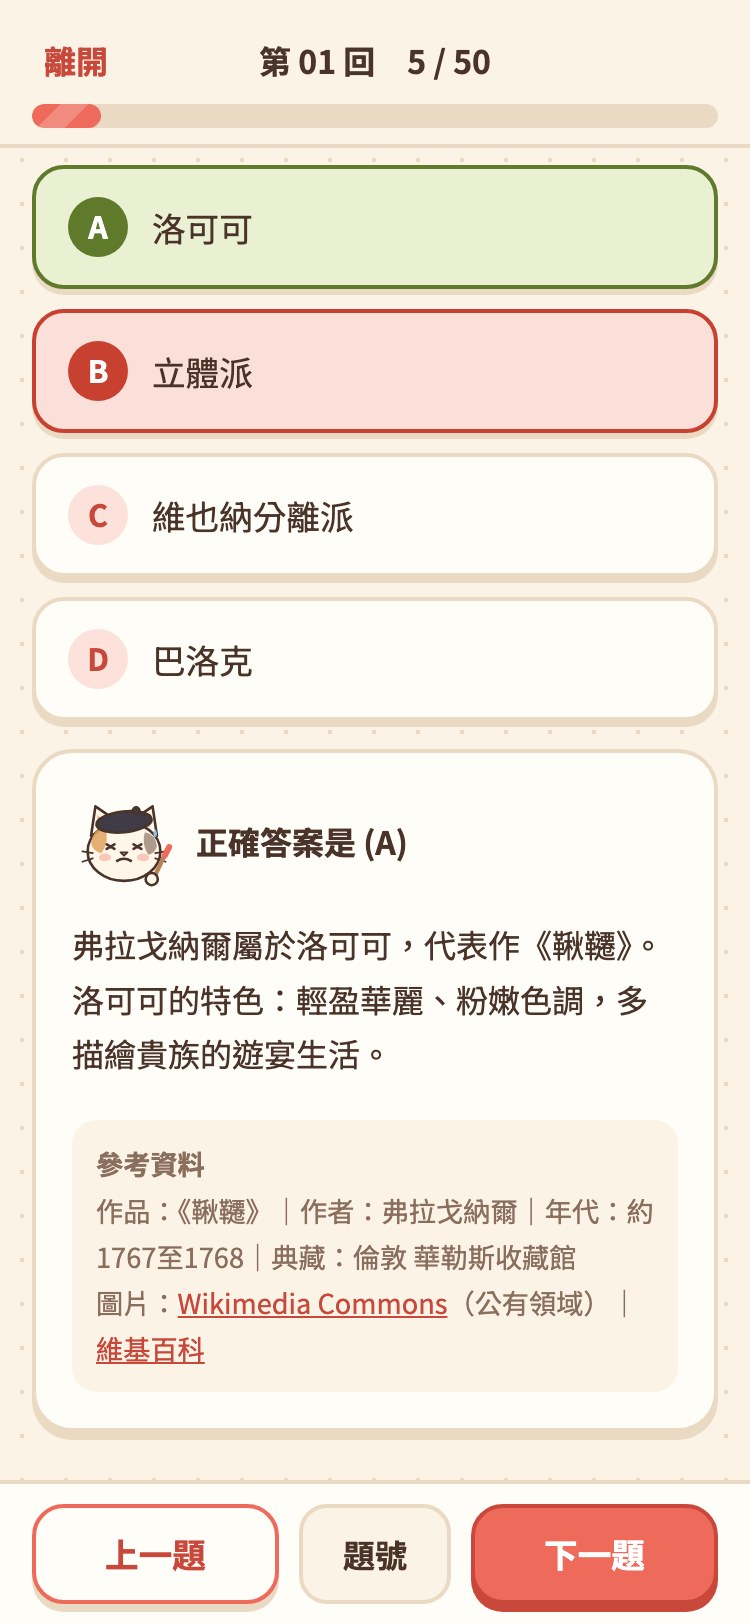 離開
第 01 回　5 / 50
A 洛可可
B 立體派
C 維也納分離派
D 巴洛克
正確答案是 (A)
弗拉戈納爾屬於洛可可，代表作《鞦韆》。
洛可可的特色：輕盈華麗、粉嫩色調，多
描繪貴族的遊宴生活。
參考資料
作品：《鞦韆》｜作者：弗拉戈納爾｜年代：約
1767至1768｜典藏：倫敦 華勒斯收藏館
圖片：Wikimedia Commons（公有領域）｜
維基百科
上一題
題號
下一題